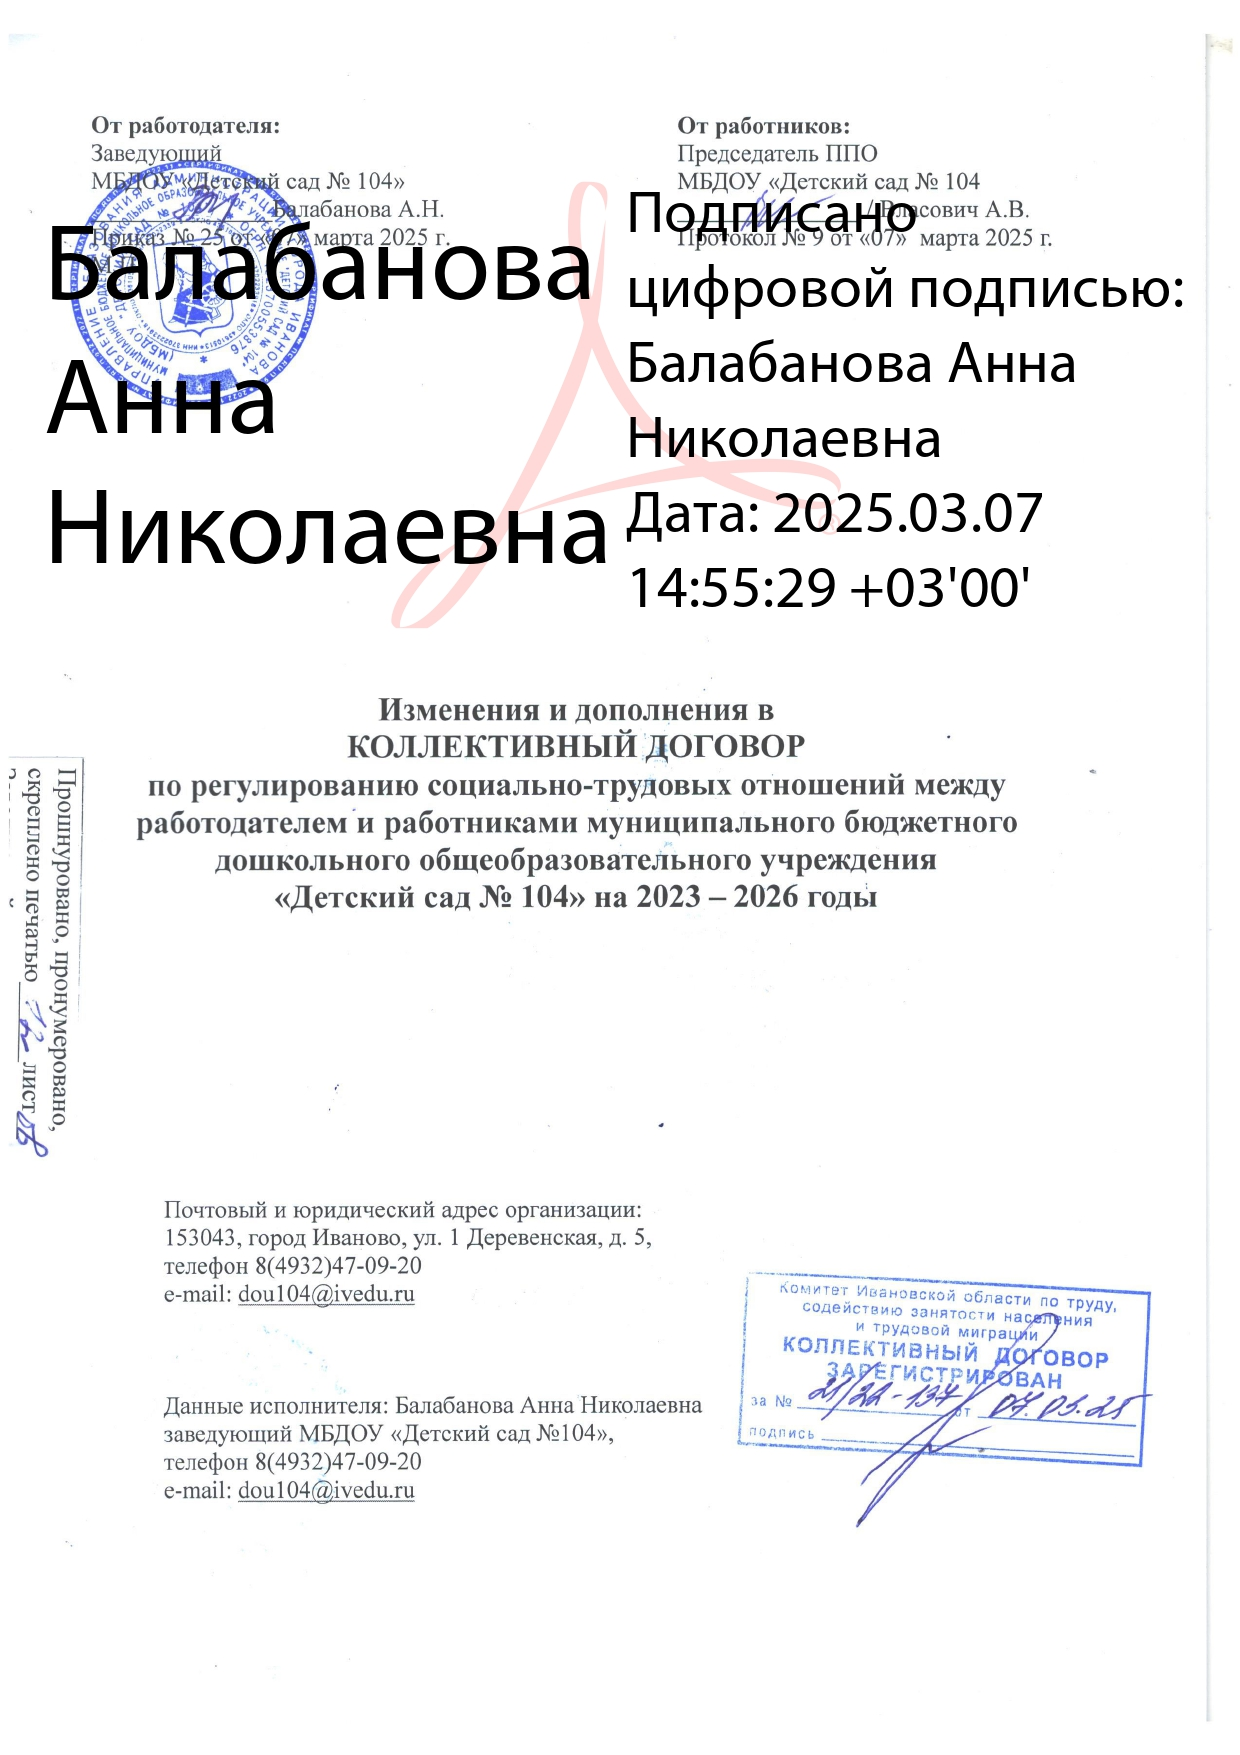 От работодателя:
Заведующий
МБДОУ «Детский сад № 104»
Балабанова А.Н.
Приказ № 25 от «07» марта 2025 г.
От работников:
Председатель ППО
МБДОУ «Детский сад № 104
/ Власович А.В.
Протокол № 9 от «07» марта 2025 г.
Балабанова
Анна
Николаевна
Подписано
цифровой подписью:
Балабанова Анна
Николаевна
Дата: 2025.03.07
14:55:29 +03'00'
Изменения и дополнения в
КОЛЛЕКТИВНЫЙ ДОГОВОР
по регулированию социально-трудовых отношений между
работодателем и работниками муниципального бюджетного
дошкольного общеобразовательного учреждения
«Детский сад № 104» на 2023 – 2026 годы
Прошнуровано, пронумеровано,
скреплено печатью лист
Почтовый и юридический адрес организации:
153043, город Иваново, ул. 1 Деревенская, д. 5,
телефон 8(4932)47-09-20
e-mail: dou104@ivedu.ru
Данные исполнителя: Балабанова Анна Николаевна
заведующий МБДОУ «Детский сад №104»,
телефон 8(4932)47-09-20
e-mail: dou104@ivedu.ru
Комитет Ивановской области по труду,
содействию занятости населения
и трудовой миграции
КОЛЛЕКТИВНЫЙ ДОГОВОР
ЗАРЕГИСТРИРОВАН
за № 21/22-137 от 07.03.25
подпись